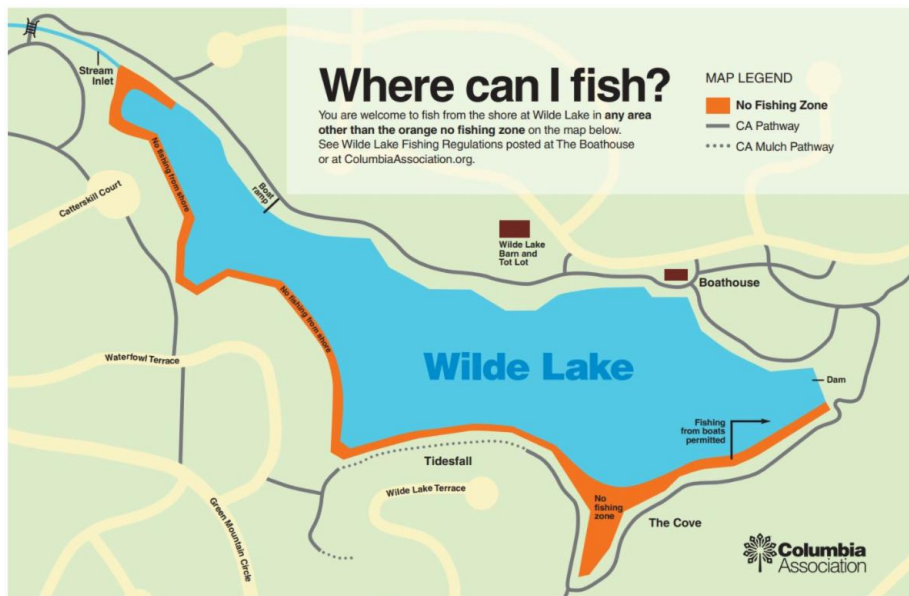 Where can I fish?
You are welcome to fish from the shore at Wilde Lake in any area
other than the orange no fishing zone on the map below.
See Wilde Lake Fishing Regulations posted at The Boathouse
or at ColumbiaAssociation.org.
MAP LEGEND
No Fishing Zone
CA Pathway
CA Mulch Pathway
Stream
Inlet
No fishing from shore
Boat
ramp
Catterskill Court
Wilde Lake
Barn and
Tot Lot
Boathouse
No fishing from shore
Waterfowl Terrace
Wilde Lake
Dam
Fishing
from boats
permitted
Tidesfall
Wilde Lake Terrace
No
fishing
zone
The Cove
Green Mountain Circle
Columbia
Association